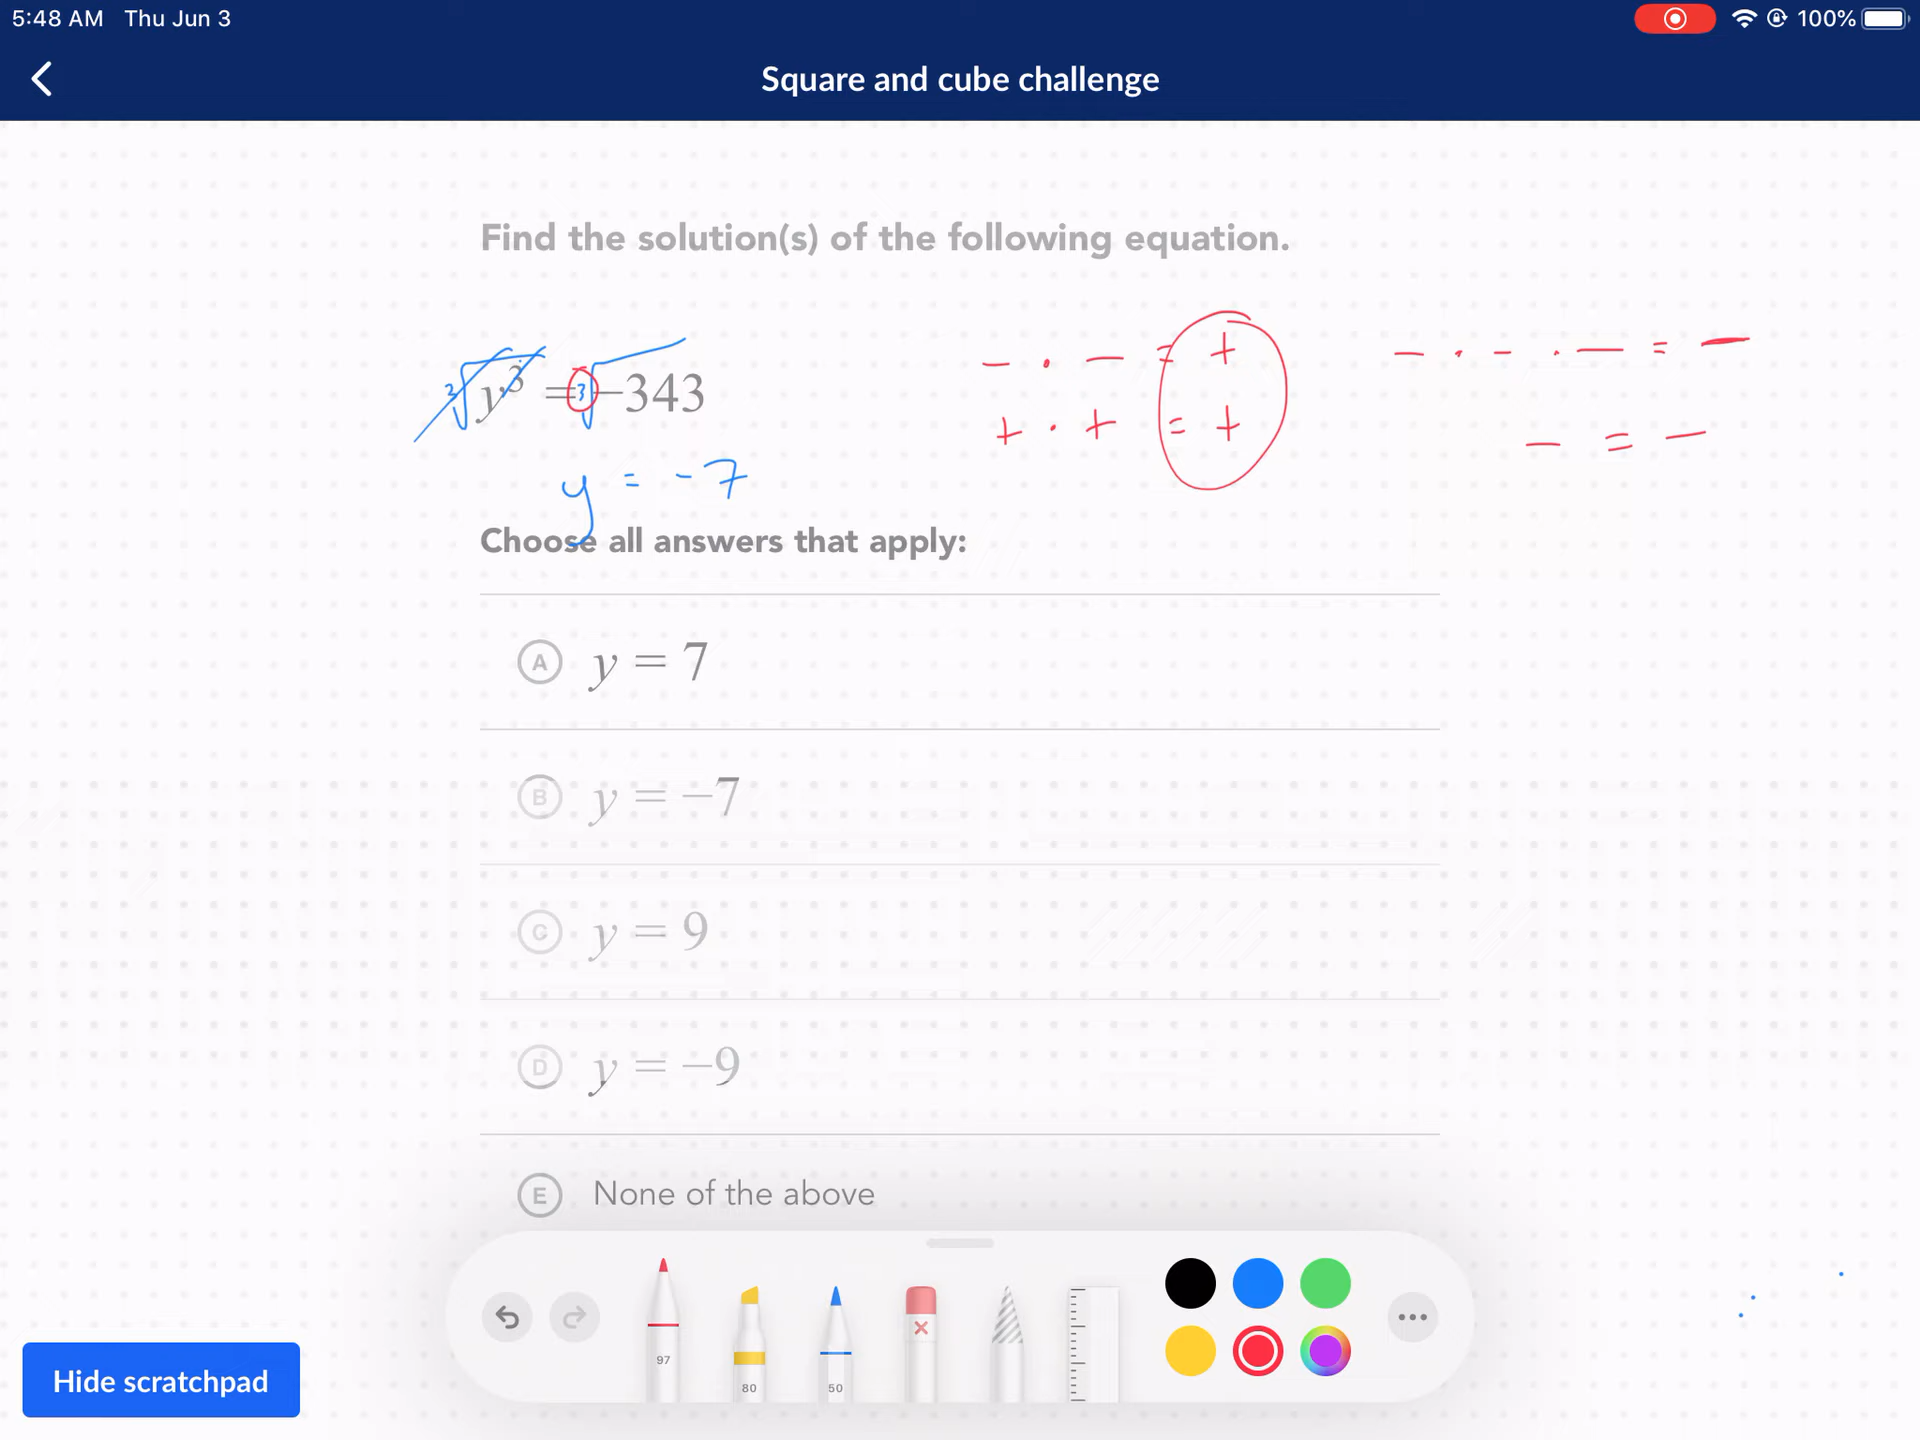 5:48 AM Thu Jun 3
100%
Square and cube challenge
Find the solution(s) of the following equation.
∛y³ = ∛−343
− · − = +
− · − · − = −
+ · + = +
− = −
y = -7
Choose all answers that apply:
A y = 7
B y = −7
C y = 9
D y = −9
E None of the above
97
80
50
Hide scratchpad